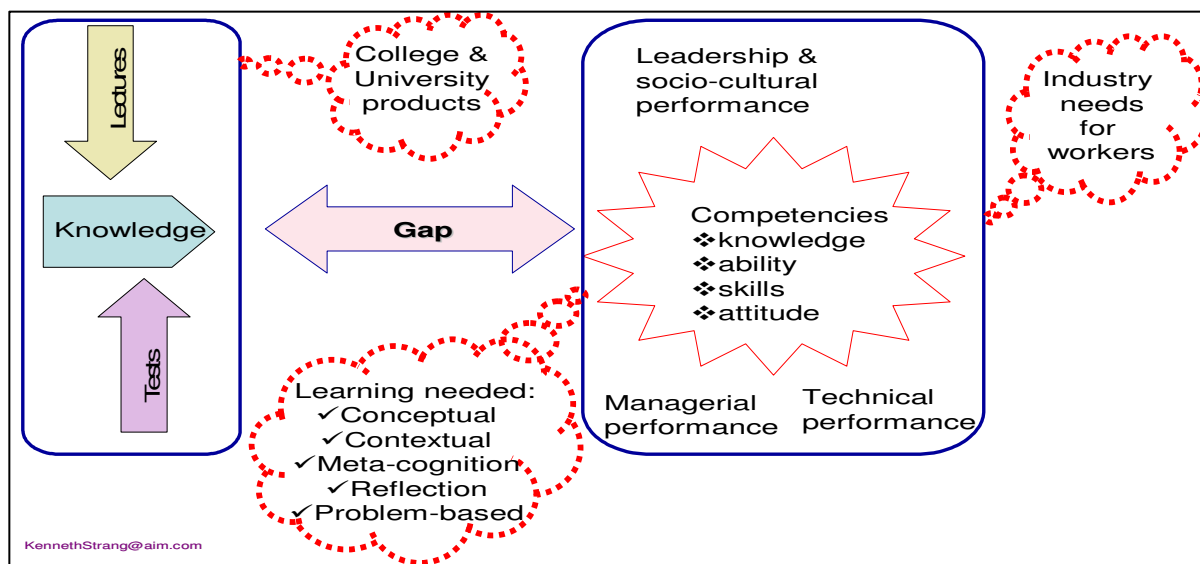 Lectures
Knowledge
Tests
College &
University
products
Gap
Learning needed:
✓Conceptual
✓Contextual
✓Meta-cognition
✓Reflection
✓Problem-based
Leadership &
socio-cultural
performance
Competencies
❖knowledge
❖ability
❖skills
❖attitude
Managerial
performance
Technical
performance
Industry
needs
for
workers
KennethStrang@aim.com